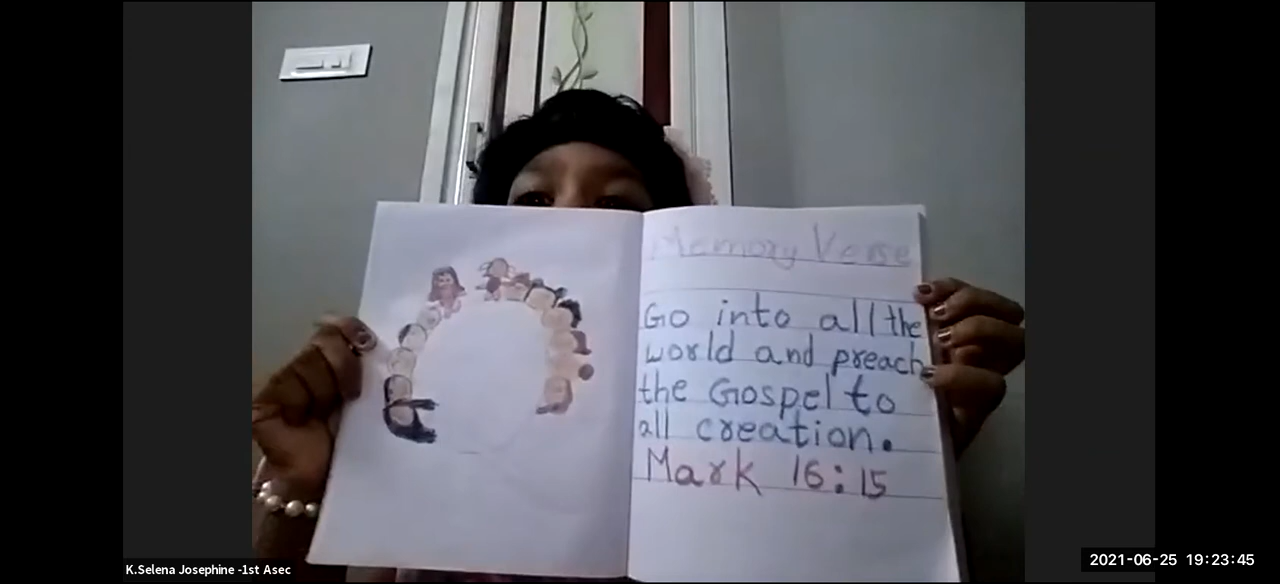 Memory Verse
Go into all the
world and preach
the Gospel to
all creation.
Mark 16:15
K.Selena Josephine -1st Asec
2021-06-25 19:23:45